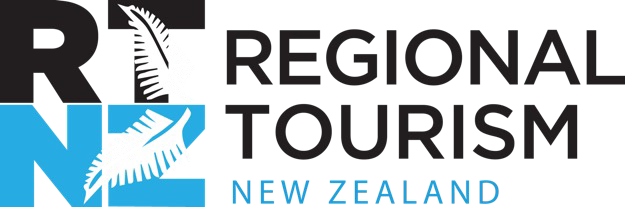 RT
NZ
REGIONAL
TOURISM
NEW ZEALAND